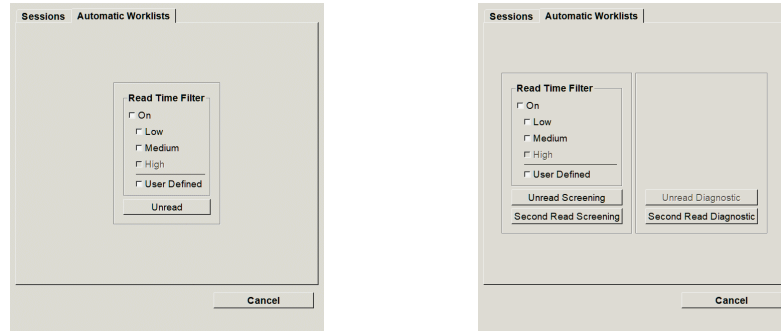 Sessions Automatic Worklists
Read Time Filter
On
Low
Medium
High
User Defined
Unread
Cancel
Sessions Automatic Worklists
Read Time Filter
On
Low
Medium
High
User Defined
Unread Screening
Second Read Screening
Unread Diagnostic
Second Read Diagnostic
Cancel